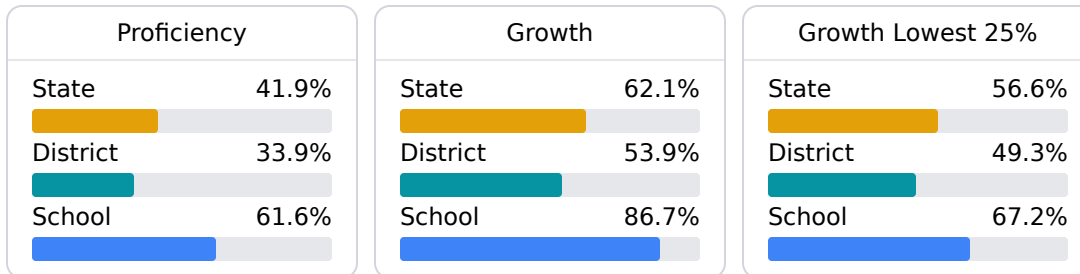 Proficiency
State 41.9%
District 33.9%
School 61.6%
Growth
State 62.1%
District 53.9%
School 86.7%
Growth Lowest 25%
State 56.6%
District 49.3%
School 67.2%